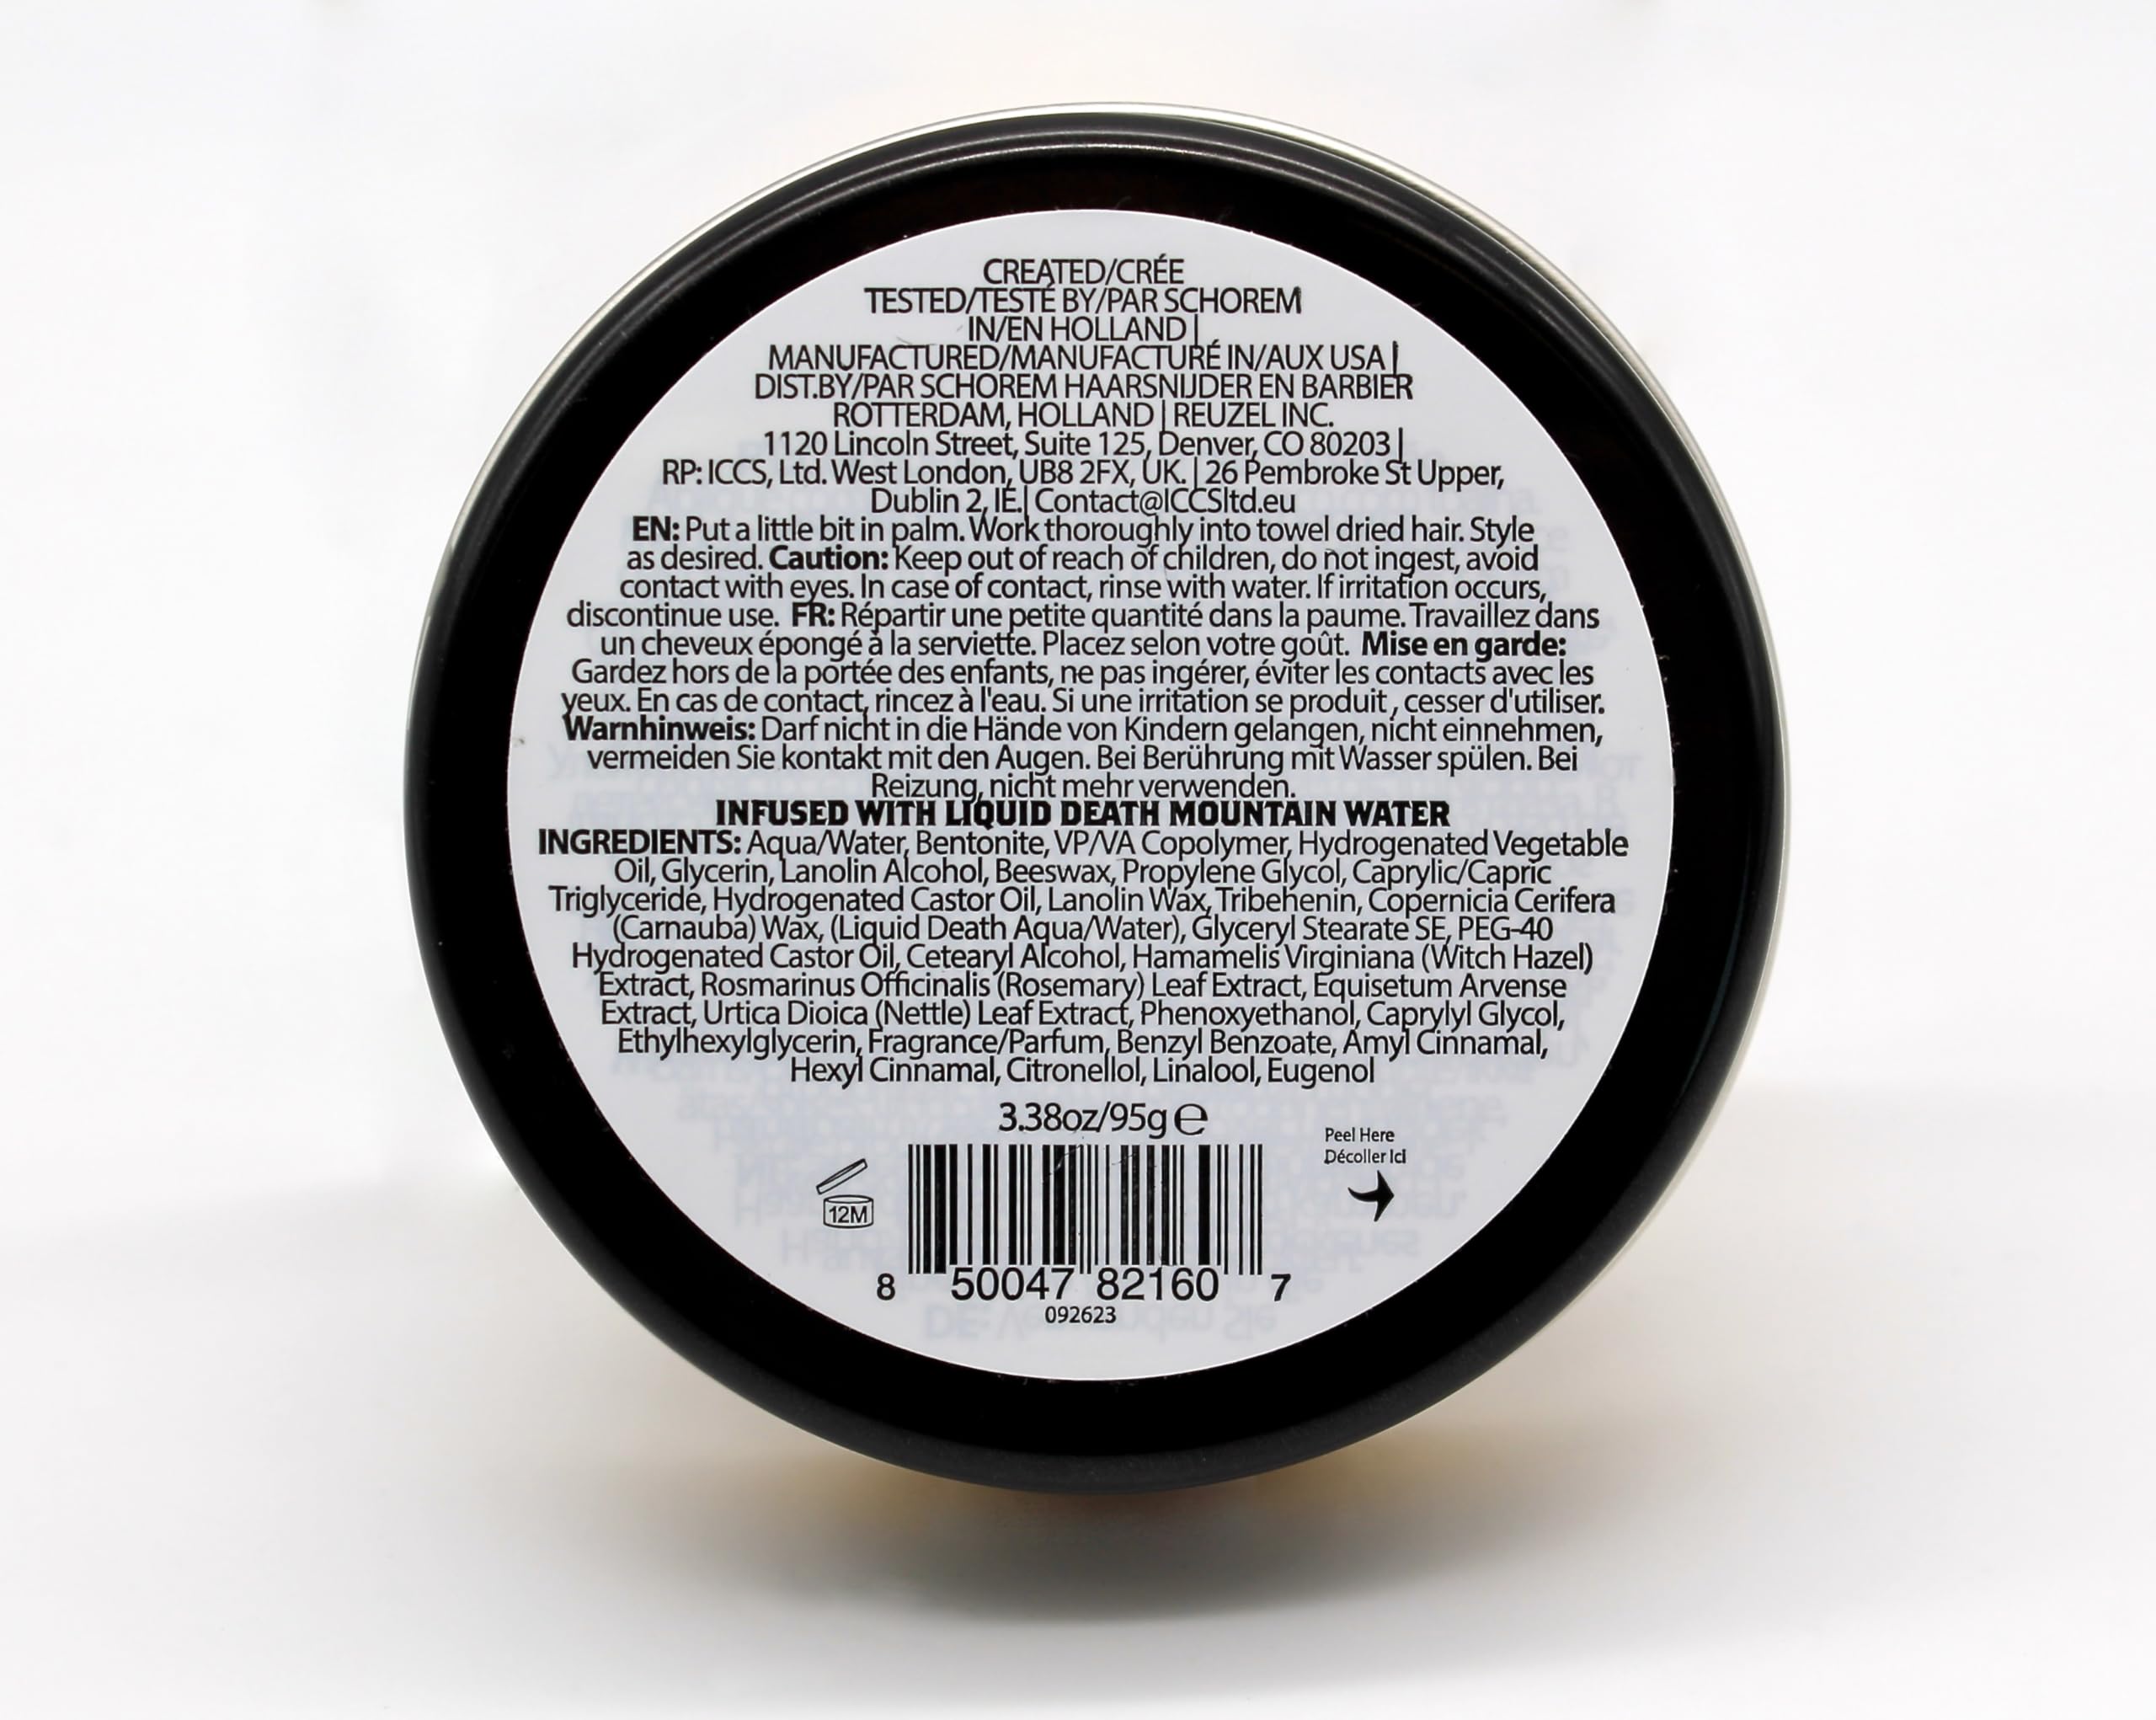 CREATED/CRÉE
TESTED/TESTÉ BY/PAR SCHOREM
IN/EN HOLLAND |
MANUFACTURED/MANUFACTURÉ IN/AUX USA |
DIST.BY/PAR SCHOREM HAARSNIJDER EN BARBIER
ROTTERDAM, HOLLAND | REUZEL INC.
1120 Lincoln Street, Suite 125, Denver, CO 80203 |
RP: ICCS, Ltd. West London, UB8 2FX, UK. | 26 Pembroke St Upper,
Dublin 2, IE.| Contact@ICCSltd.eu
EN: Put a little bit in palm. Work thoroughly into towel dried hair. Style
as desired. Caution: Keep out of reach of children, do not ingest, avoid
contact with eyes. In case of contact, rinse with water. If irritation occurs,
discontinue use. FR: Répartir une petite quantité dans la paume. Travaillez dans
un cheveux épongé à la serviette. Placez selon votre goût. Mise en garde:
Gardez hors de la portée des enfants, ne pas ingérer, éviter les contacts avec les
yeux. En cas de contact, rincez à l'eau. Si une irritation se produit, cesser d'utiliser.
Warnhinweis: Darf nicht in die Hände von Kindern gelangen, nicht einnehmen,
vermeiden Sie kontakt mit den Augen. Bei Berührung mit Wasser spülen. Bei
Reizung, nicht mehr verwenden.
INFUSED WITH LIQUID DEATH MOUNTAIN WATER
INGREDIENTS: Aqua/Water, Bentonite, VP/VA Copolymer, Hydrogenated Vegetable
Oil, Glycerin, Lanolin Alcohol, Beeswax, Propylene Glycol, Caprylic/Capric
Triglyceride, Hydrogenated Castor Oil, Lanolin Wax, Tribehenin, Copernicia Cerifera
(Carnauba) Wax, (Liquid Death Aqua/Water), Glyceryl Stearate SE, PEG-40
Hydrogenated Castor Oil, Cetearyl Alcohol, Hamamelis Virginiana (Witch Hazel)
Extract, Rosmarinus Officinalis (Rosemary) Leaf Extract, Equisetum Arvense
Extract, Urtica Dioica (Nettle) Leaf Extract, Phenoxyethanol, Caprylyl Glycol,
Ethylhexylglycerin, Fragrance/Parfum, Benzyl Benzoate, Amyl Cinnamal,
Hexyl Cinnamal, Citronellol, Linalool, Eugenol
3.38oz/95g ℮
Peel Here
Décoller Ici
12M
8 50047 82160 7
092623